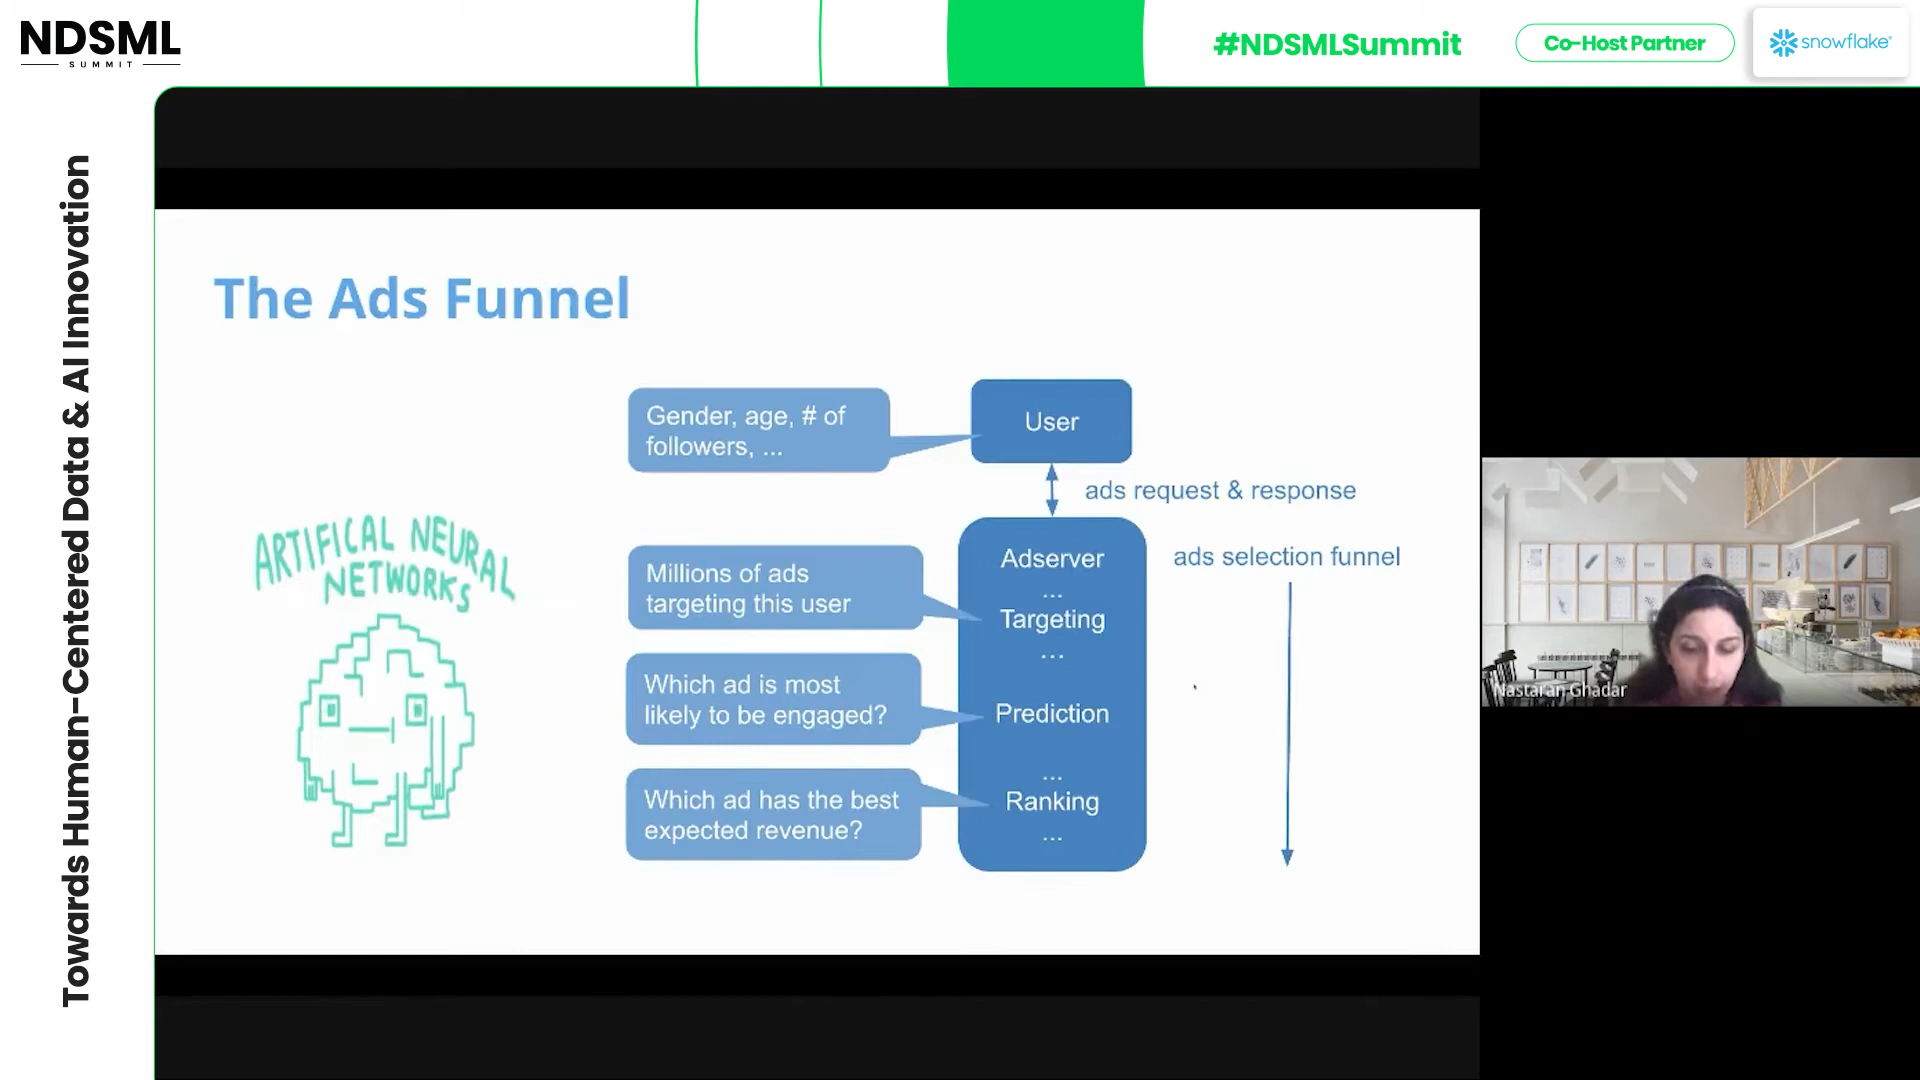 NDSML
SUMMIT
#NDSMLSummit
Co-Host Partner
snowflake
Towards Human-Centered Data & AI Innovation
The Ads Funnel
ARTIFICAL NEURAL
NETWORKS
Gender, age, # of
followers, ...
User
ads request & response
Millions of ads
targeting this user
Adserver
...
Targeting
...
ads selection funnel
Which ad is most
likely to be engaged?
Prediction
...
Which ad has the best
expected revenue?
Ranking
...
Nastaran Ghadar